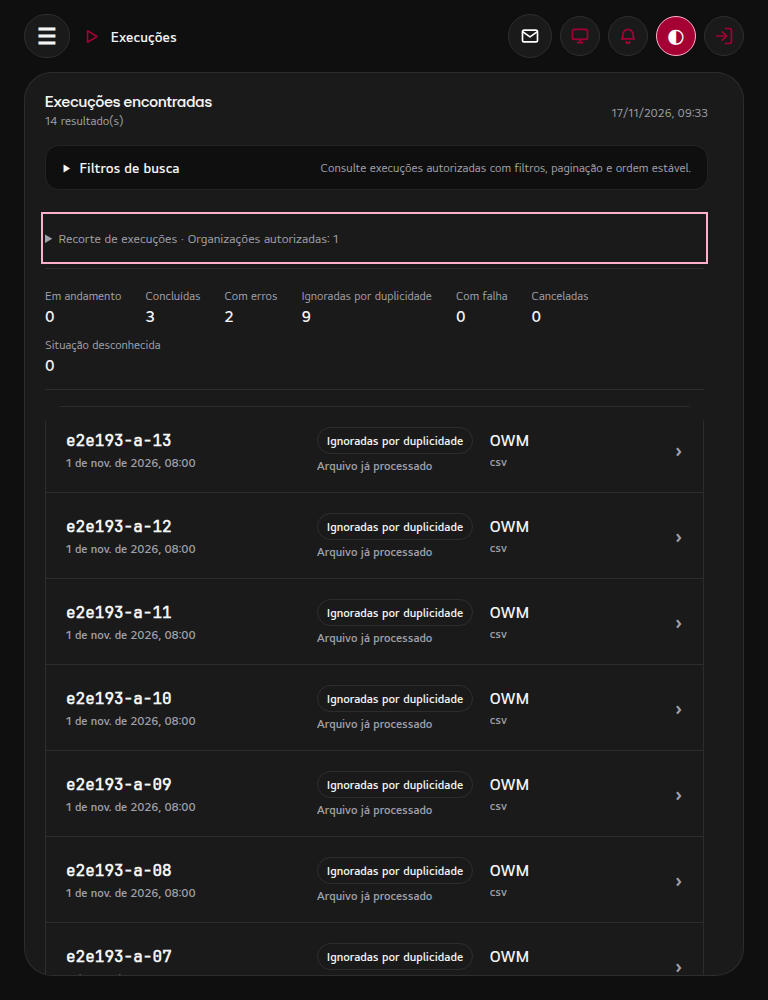 Execuções
Execuções encontradas
14 resultado(s)
17/11/2026, 09:33
Filtros de busca
Consulte execuções autorizadas com filtros, paginação e ordem estável.
Recorte de execuções · Organizações autorizadas: 1
Em andamento Concluídas Com erros Ignoradas por duplicidade Com falha Canceladas
0 3 2 9 0 0
Situação desconhecida
0
e2e193-a-13 Ignoradas por duplicidade OWM
1 de nov. de 2026, 08:00 Arquivo já processado csv
e2e193-a-12 Ignoradas por duplicidade OWM
1 de nov. de 2026, 08:00 Arquivo já processado csv
e2e193-a-11 Ignoradas por duplicidade OWM
1 de nov. de 2026, 08:00 Arquivo já processado csv
e2e193-a-10 Ignoradas por duplicidade OWM
1 de nov. de 2026, 08:00 Arquivo já processado csv
e2e193-a-09 Ignoradas por duplicidade OWM
1 de nov. de 2026, 08:00 Arquivo já processado csv
e2e193-a-08 Ignoradas por duplicidade OWM
1 de nov. de 2026, 08:00 Arquivo já processado csv
e2e193-a-07 Ignoradas por duplicidade OWM